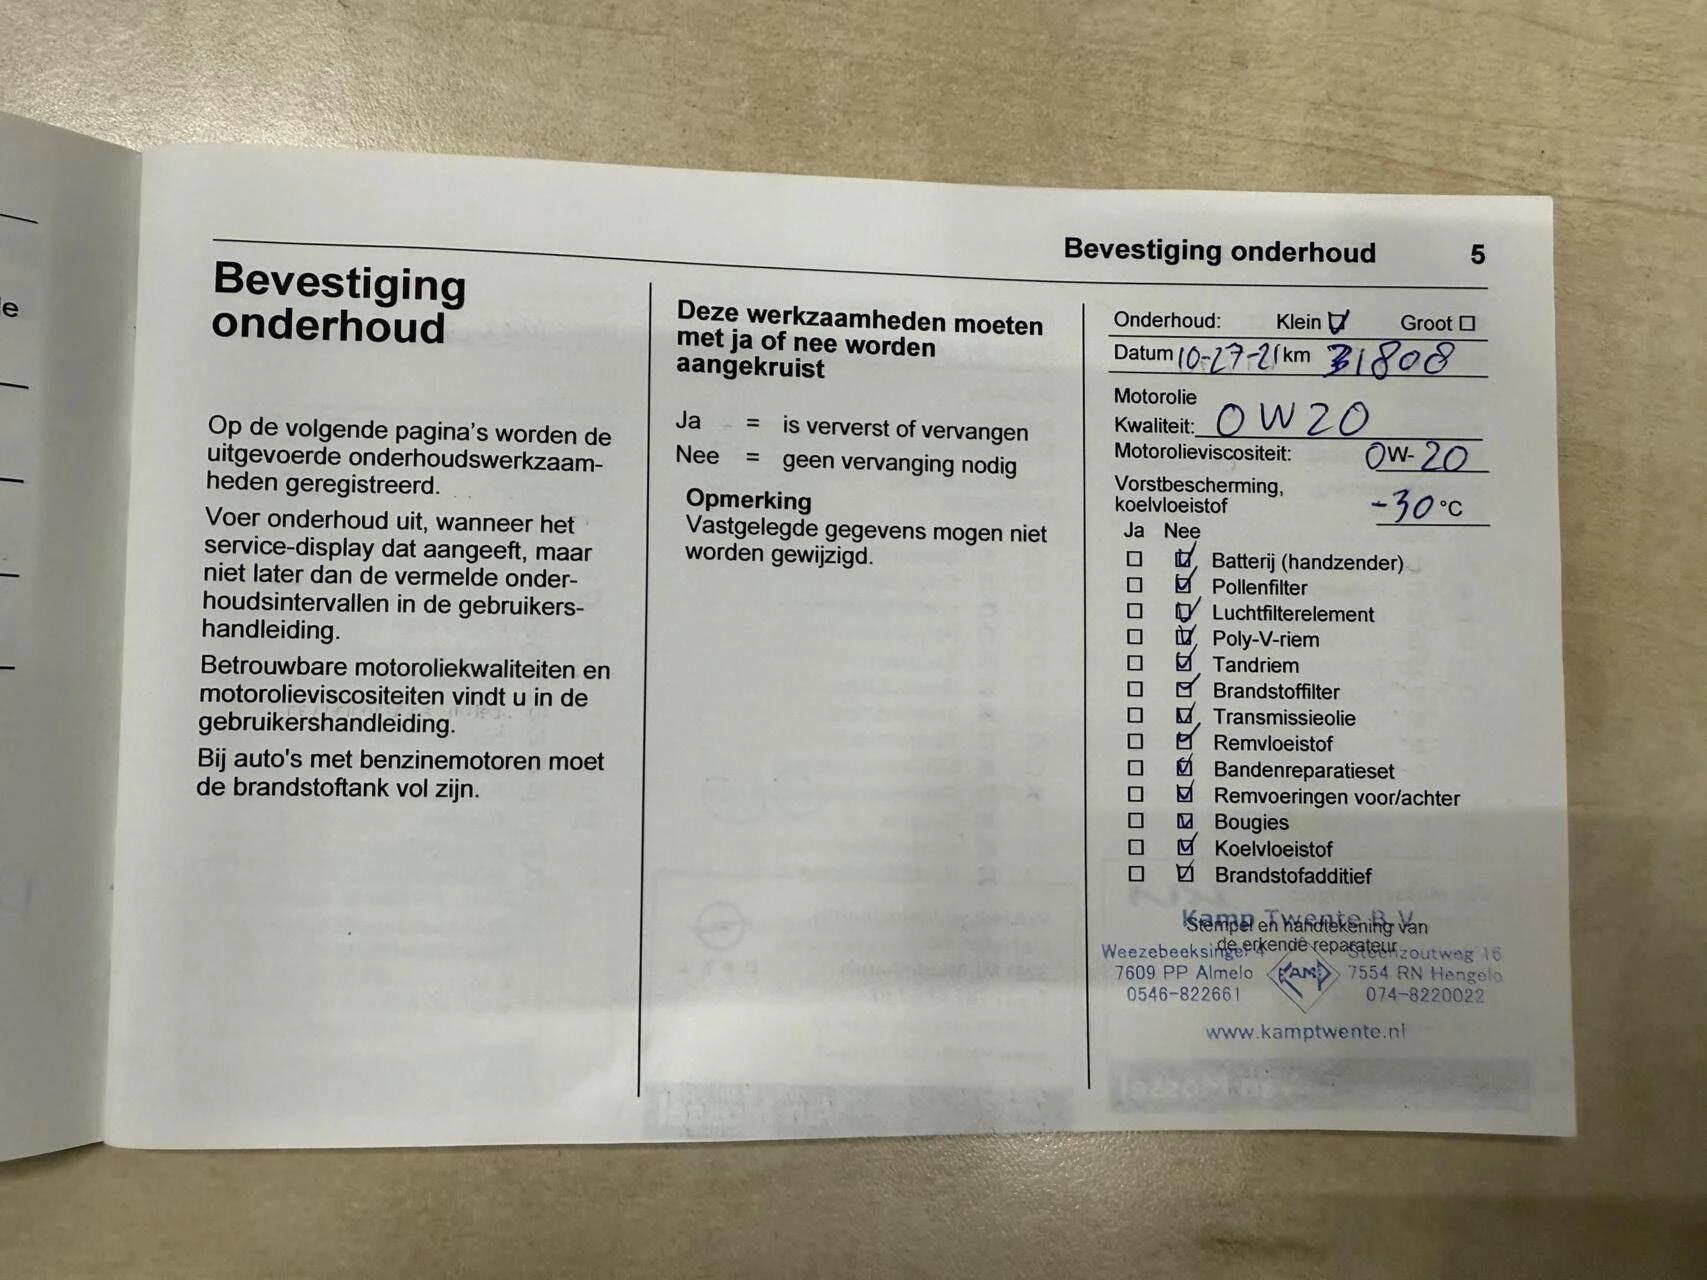 Bevestiging onderhoud 5
Bevestiging
onderhoud
Op de volgende pagina's worden de
uitgevoerde onderhoudswerkzaam-
heden geregistreerd.
Voer onderhoud uit, wanneer het
service-display dat aangeeft, maar
niet later dan de vermelde onder-
houdsintervallen in de gebruikers-
handleiding.
Betrouwbare motoroliekwaliteiten en
motorolieviscositeiten vindt u in de
gebruikershandleiding.
Bij auto's met benzinemotoren moet
de brandstoftank vol zijn.
Deze werkzaamheden moeten
met ja of nee worden
aangekruist
Ja = is ververst of vervangen
Nee = geen vervanging nodig
Opmerking
Vastgelegde gegevens mogen niet
worden gewijzigd.
Onderhoud: Klein ☑ Groot ☐
Datum 10-27-21 km 31808
Motorolie
Kwaliteit: 0W20
Motorolieviscositeit: 0W-20
Vorstbescherming,
koelvloeistof -30 °C
Ja Nee
☐ ☑ Batterij (handzender)
☐ ☑ Pollenfilter
☐ ☑ Luchtfilterelement
☐ ☑ Poly-V-riem
☐ ☑ Tandriem
☐ ☑ Brandstoffilter
☐ ☑ Transmissieolie
☐ ☑ Remvloeistof
☐ ☑ Bandenreparatieset
☐ ☑ Remvoeringen voor/achter
☐ ☑ Bougies
☐ ☑ Koelvloeistof
☐ ☑ Brandstofadditief
Kamp Twente B.V.
Stempel en handtekening van
de erkende reparateur
Weezebeeksingel 4
7609 PP Almelo KAMP 7554 RN Hengelo
0546-822661 074-8220022
www.kamptwente.nl